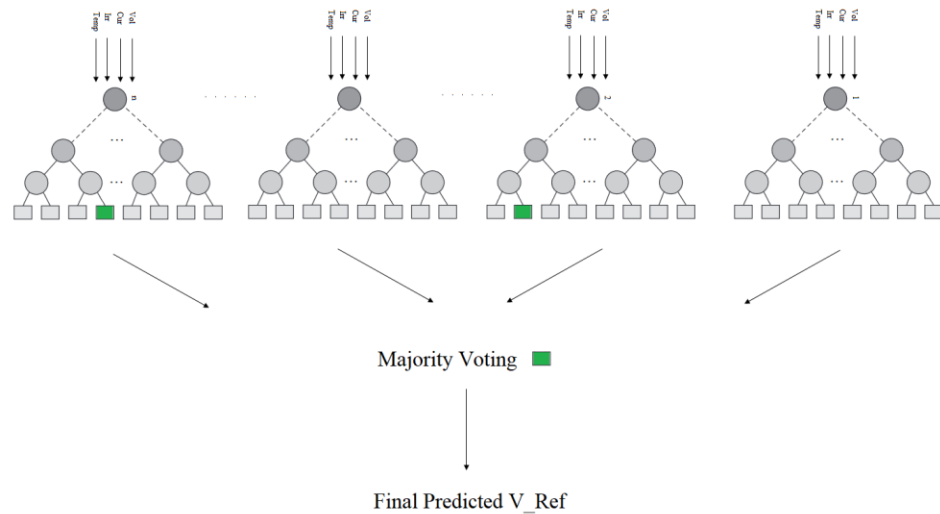 Temp Irr Cur Vol
Temp Irr Cur Vol
Temp Irr Cur Vol
Temp Irr Cur Vol
n
2
1
Majority Voting
Final Predicted V_Ref